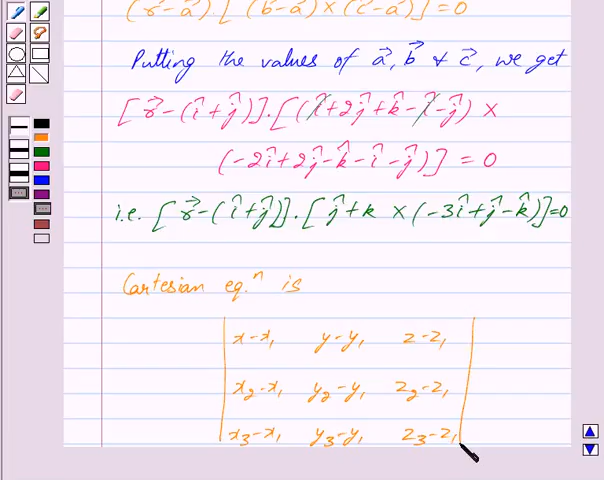 (r⃗-a⃗)[(b⃗-a⃗)×(c⃗-a⃗)]=0
Putting the values of a⃗, b⃗ & c⃗, we get
[r⃗-(î+ĵ)].[(î+2ĵ+k̂-î-ĵ)×
(-2î+2ĵ-k̂-î-ĵ)]=0
i.e. [r⃗-(î+ĵ)].[ĵ+k×(-3î+ĵ-k̂)]=0
Cartesian eq.ⁿ is
x-x₁ y-y₁ z-z₁
x₂-x₁ y₂-y₁ z₂-z₁
x₃-x₁ y₃-y₁ z₃-z₁